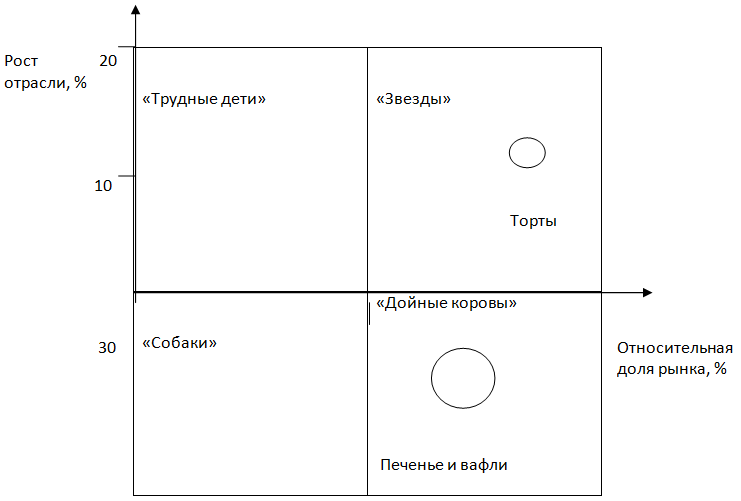 Рост
отрасли, %
20
«Трудные дети»
«Звезды»
10
Торты
«Дойные коровы»
30
«Собаки»
Относительная
доля рынка, %
Печенье и вафли